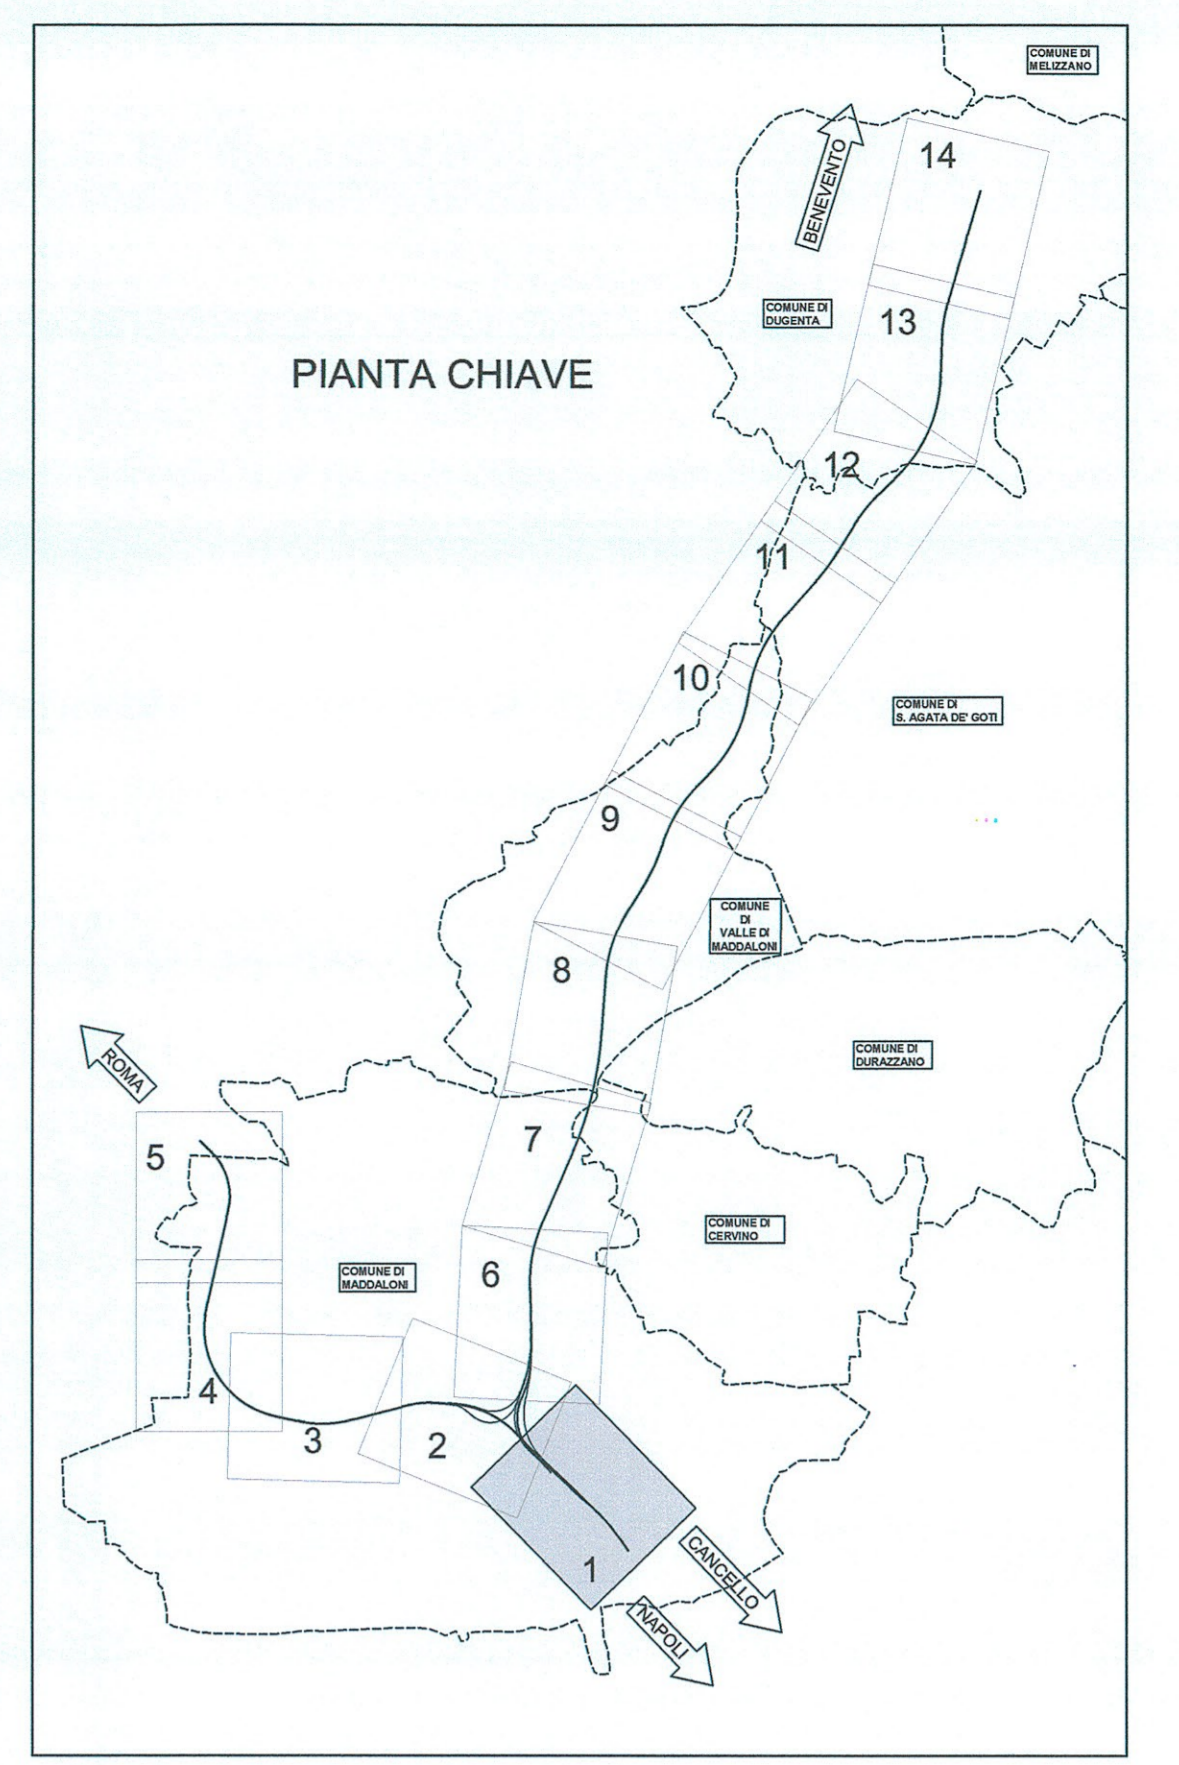 COMUNE DI
MELIZZANO
14
BENEVENTO
COMUNE DI
DUGENTA
13
PIANTA CHIAVE
12
11
10
COMUNE DI
S. AGATA DE' GOTI
9
COMUNE
DI
VALLE DI
MADDALONI
8
ROMA
COMUNE DI
DURAZZANO
7
5
COMUNE DI
CERVINO
6
COMUNE DI
MADDALONI
4
3
2
1
CANCELLO
NAPOLI